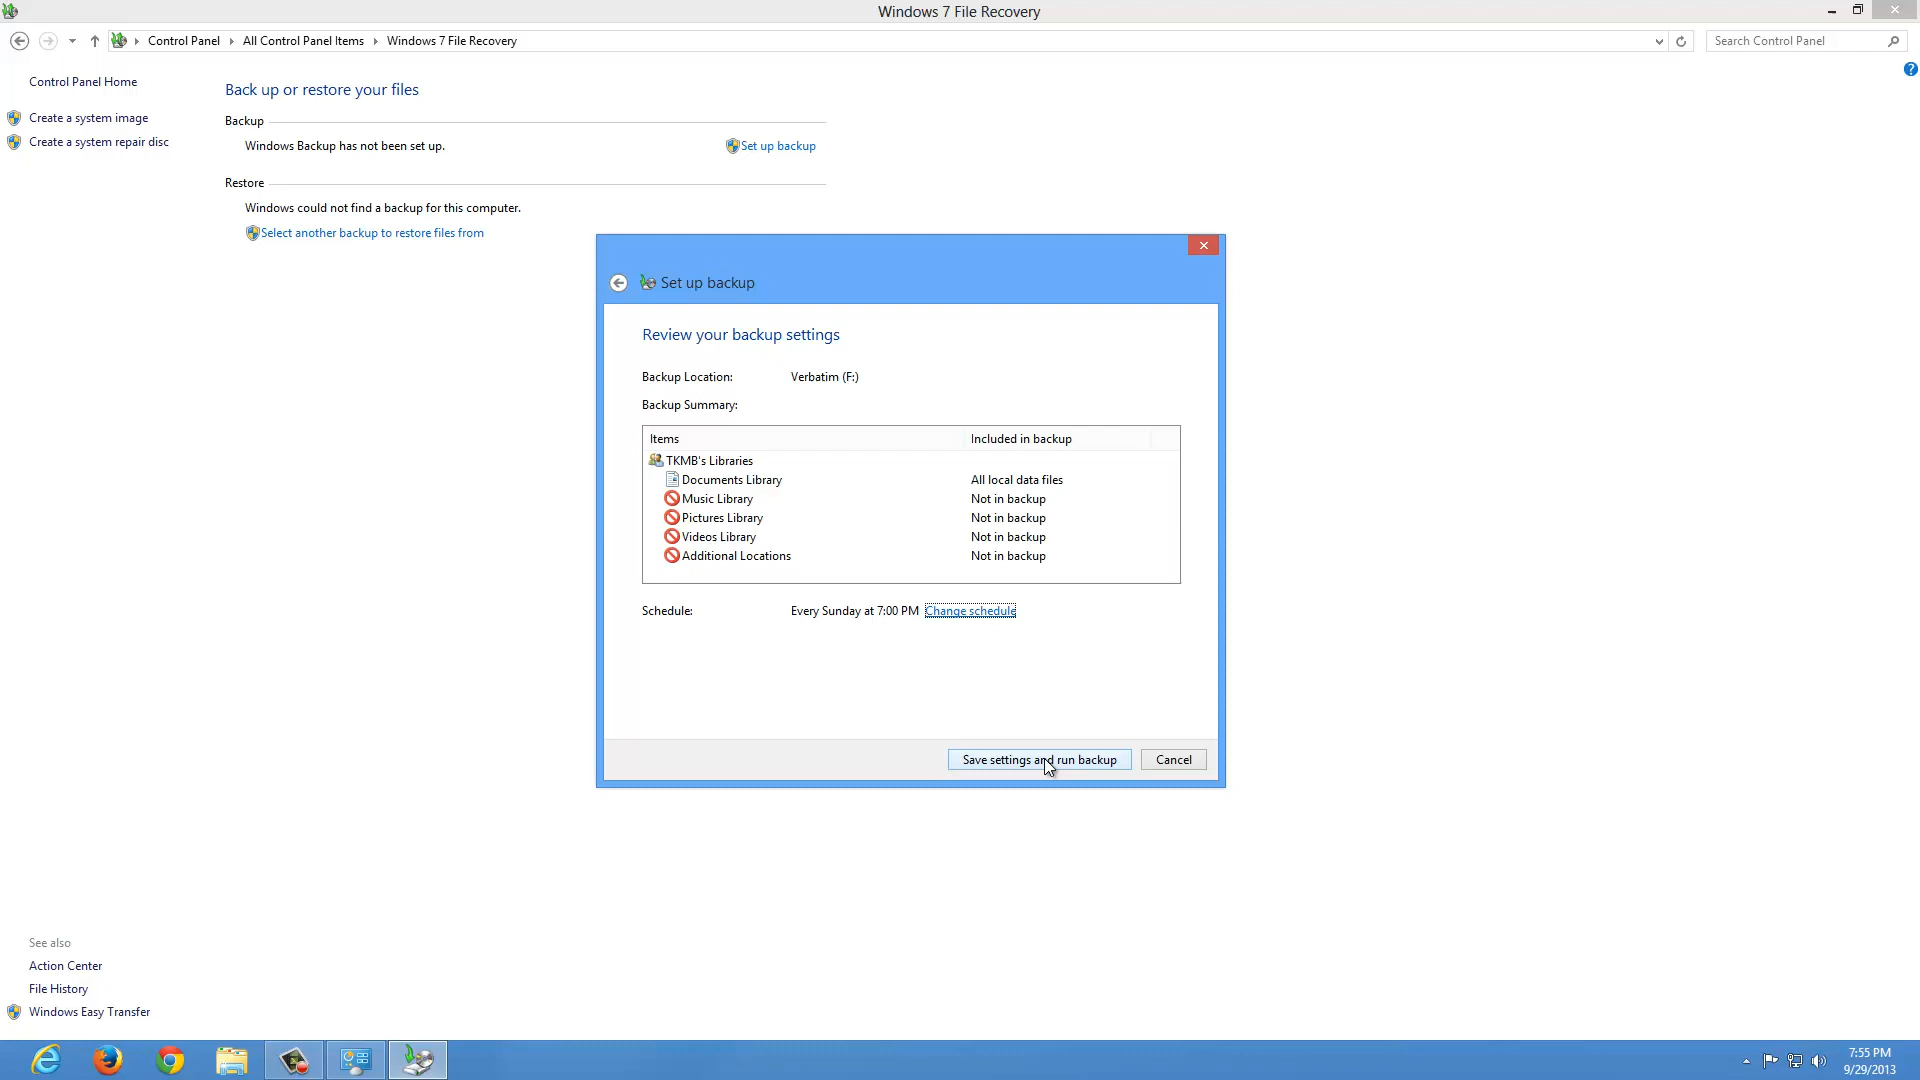 Windows 7 File Recovery
Control Panel
All Control Panel Items
Windows 7 File Recovery
Search Control Panel
Control Panel Home
Create a system image
Create a system repair disc
Back up or restore your files
Backup
Windows Backup has not been set up.
Set up backup
Restore
Windows could not find a backup for this computer.
Select another backup to restore files from
Set up backup
Review your backup settings
Backup Location: Verbatim (F:)
Backup Summary:
Items Included in backup
TKMB's Libraries
Documents Library All local data files
Music Library Not in backup
Pictures Library Not in backup
Videos Library Not in backup
Additional Locations Not in backup
Schedule: Every Sunday at 7:00 PM Change schedule
Save settings and run backup
Cancel
See also
Action Center
File History
Windows Easy Transfer
7:55 PM
9/29/2013